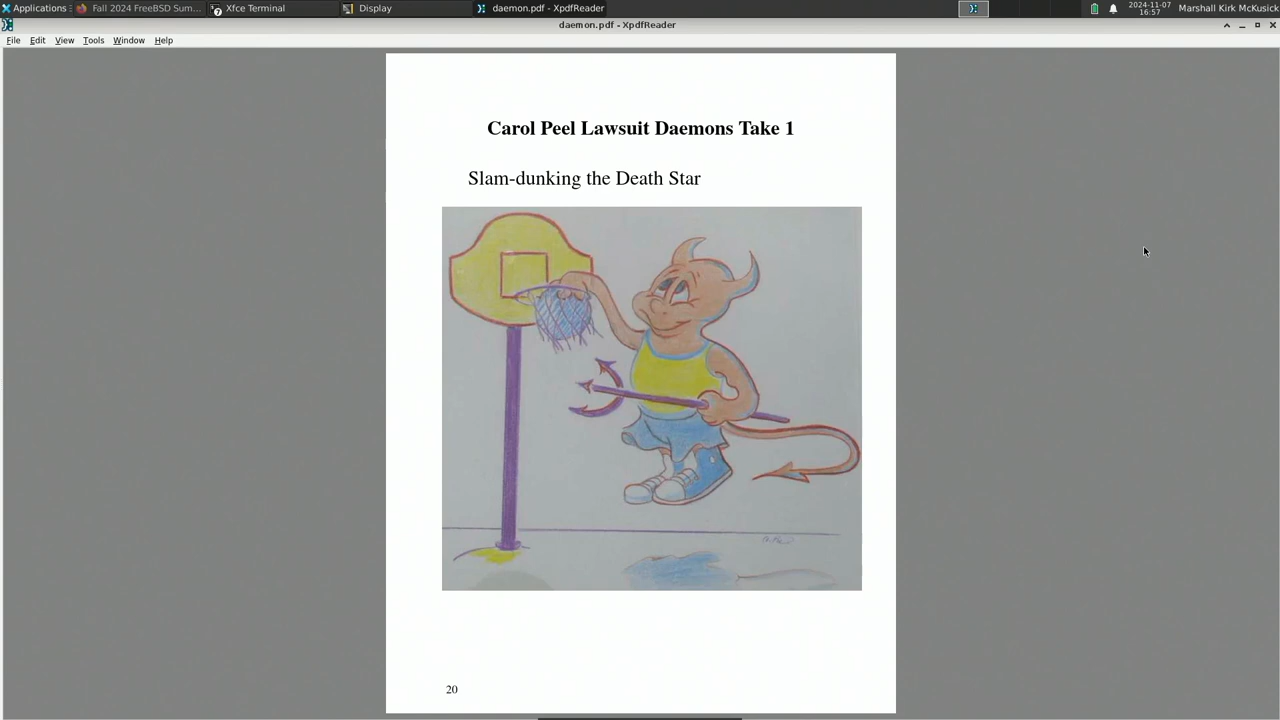 Applications
Fall 2024 FreeBSD Sum...
Xfce Terminal
Display
daemon.pdf - XpdfReader
2024-11-07
16:57
Marshall Kirk McKusick
daemon.pdf - XpdfReader
File Edit View Tools Window Help
Carol Peel Lawsuit Daemons Take 1
Slam-dunking the Death Star
20